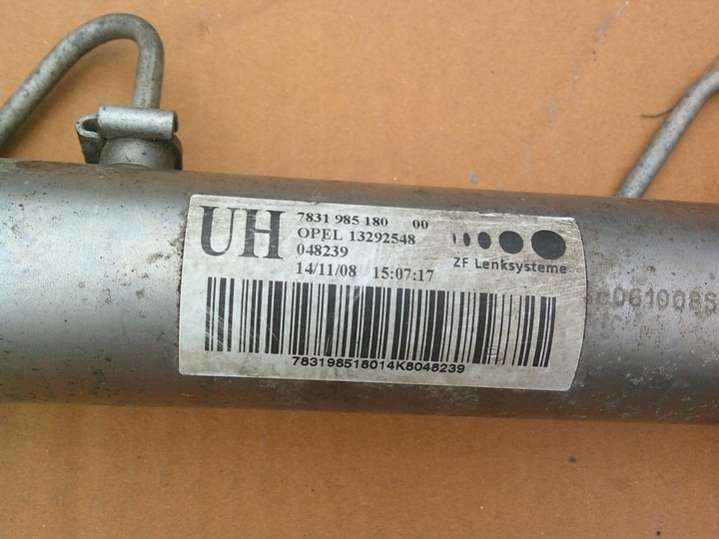 UH
7831 985 180 00
OPEL 13292548
048239
14/11/08 15:07:17
ZF Lenksysteme
783198518014K8048239